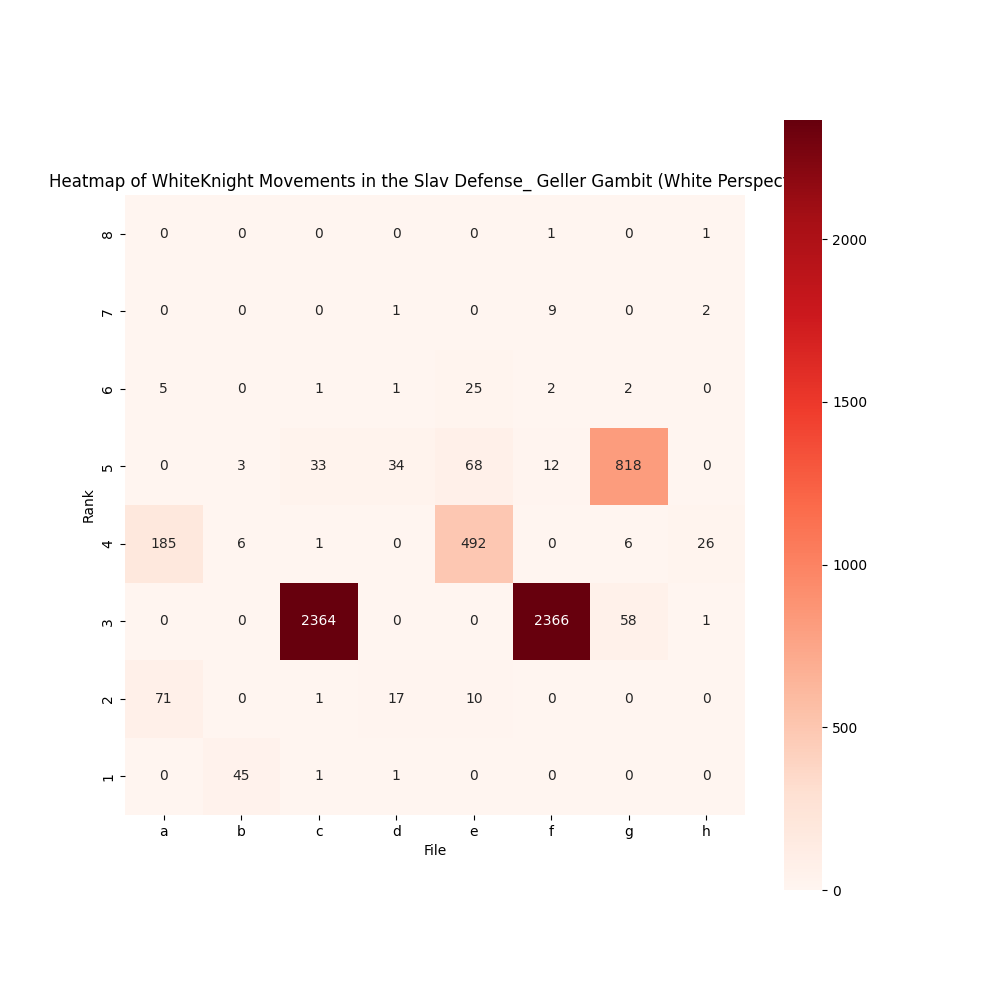 Heatmap of WhiteKnight Movements in the Slav Defense_ Geller Gambit (White Perspec
8 0 0 0 0 0 1 0 1
7 0 0 0 1 0 9 0 2
6 5 0 1 1 25 2 2 0
5 0 3 33 34 68 12 818 0
4 185 6 1 0 492 0 6 26
3 0 0 2364 0 0 2366 58 1
2 71 0 1 17 10 0 0 0
1 0 45 1 1 0 0 0 0
a b c d e f g h
File
Rank
2000
1500
1000
500
0